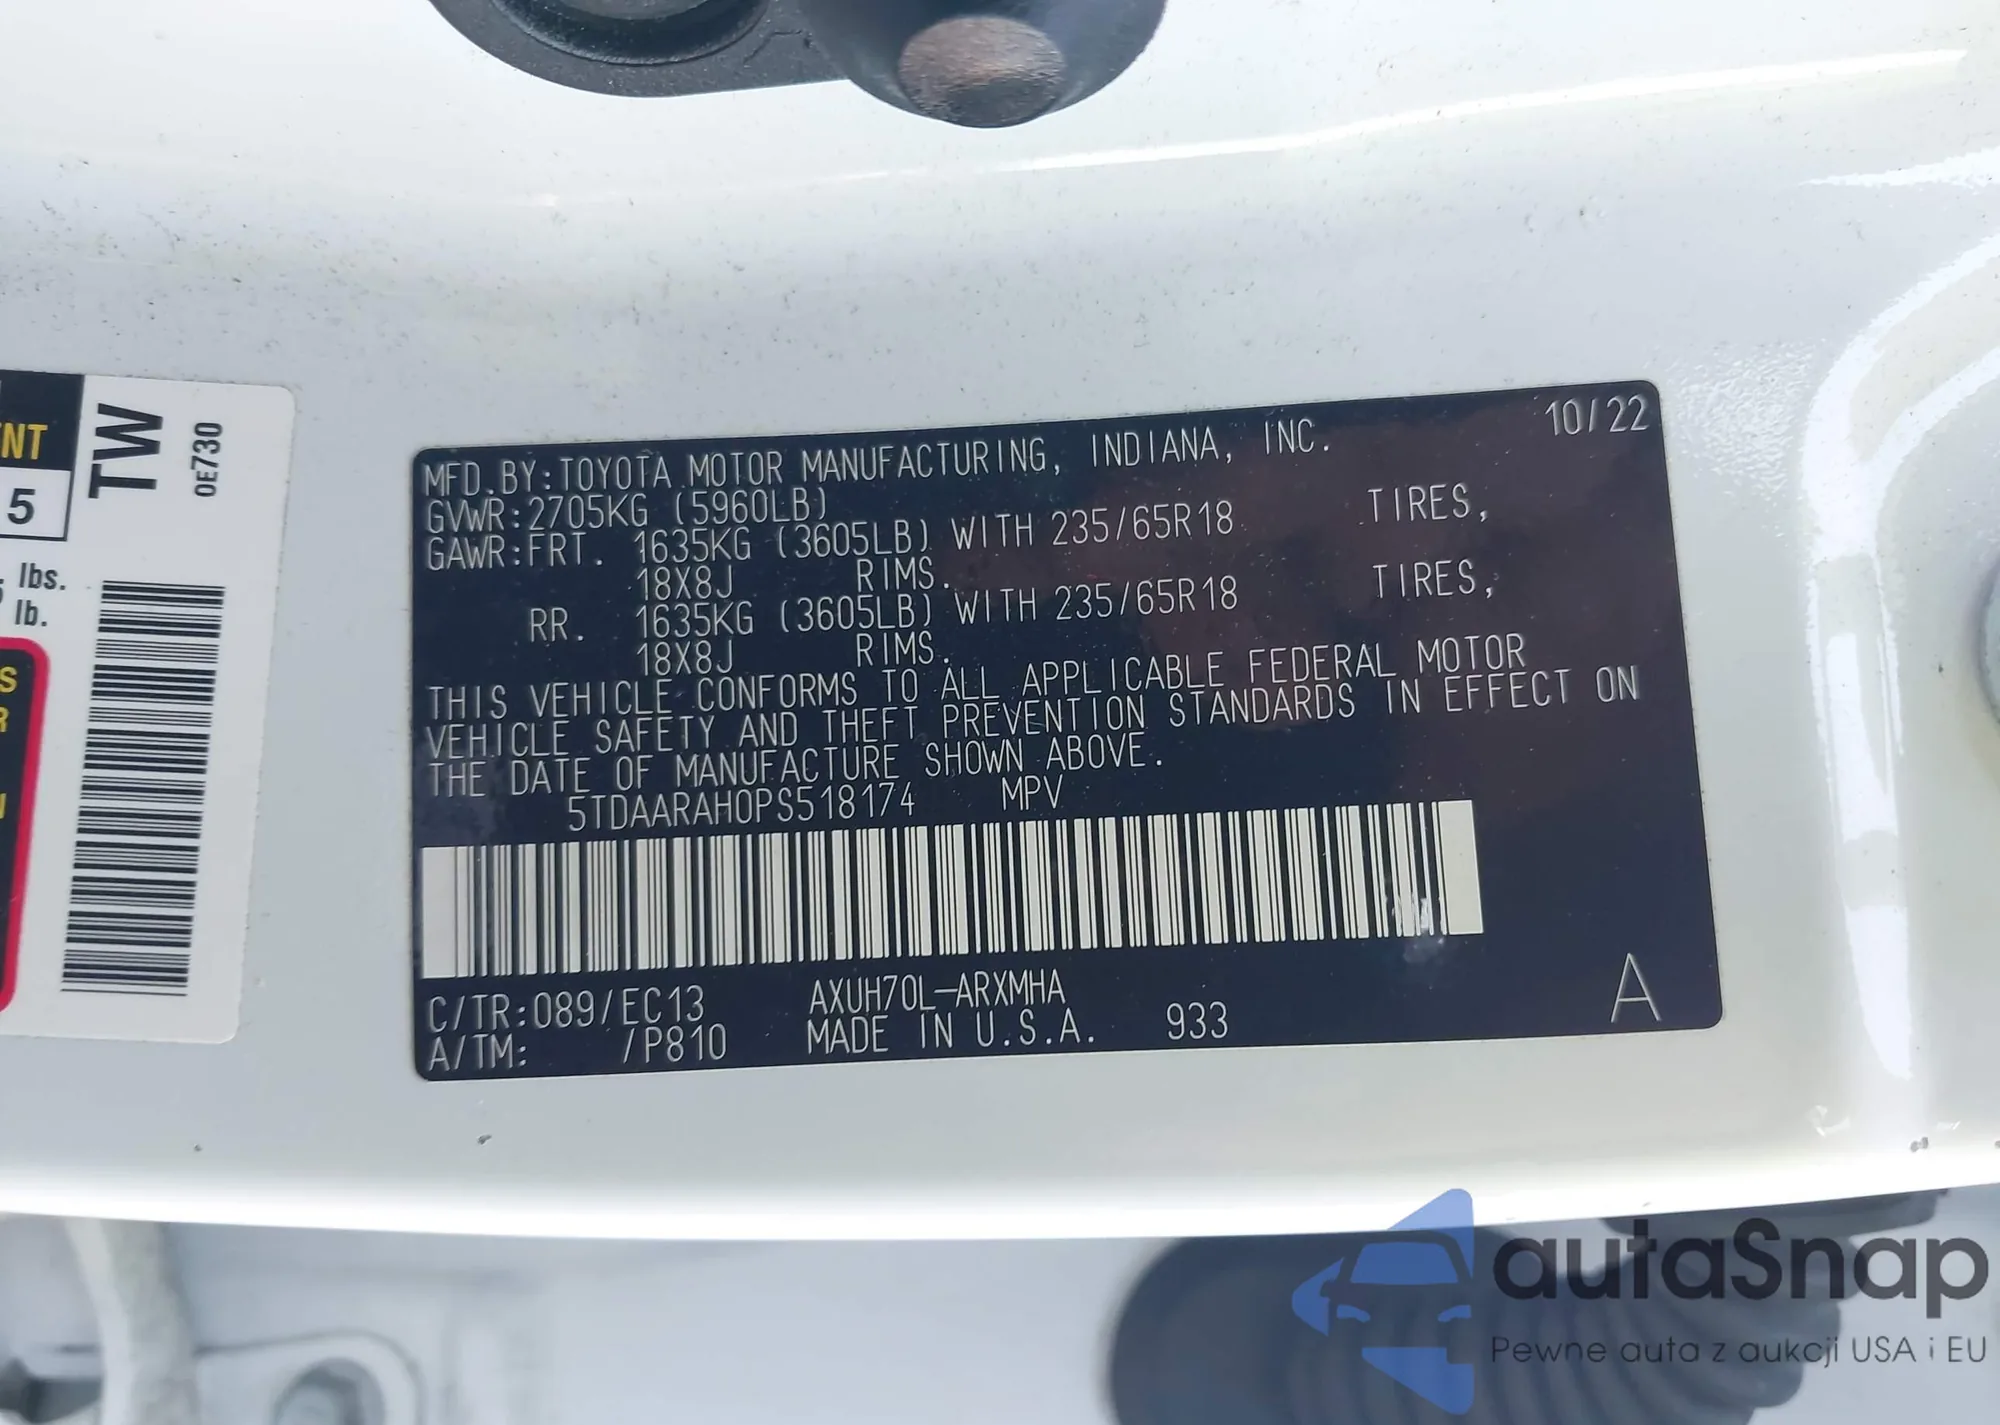 NT
5
lbs.
lb.
S
R
TW
0E730
10/22
MFD.BY:TOYOTA MOTOR MANUFACTURING, INDIANA, INC.
GVWR:2705KG (5960LB)
GAWR:FRT. 1635KG (3605LB) WITH 235/65R18 TIRES,
18X8J RIMS.
RR. 1635KG (3605LB) WITH 235/65R18 TIRES,
18X8J RIMS.
THIS VEHICLE CONFORMS TO ALL APPLICABLE FEDERAL MOTOR
VEHICLE SAFETY AND THEFT PREVENTION STANDARDS IN EFFECT ON
THE DATE OF MANUFACTURE SHOWN ABOVE.
5TDAARAH0PS518174 MPV
C/TR:089/EC13 AXUH70L-ARXMHA
A/TM: /P810 MADE IN U.S.A. 933
A
autaSnap
Pewne auta z aukcji USA i EU